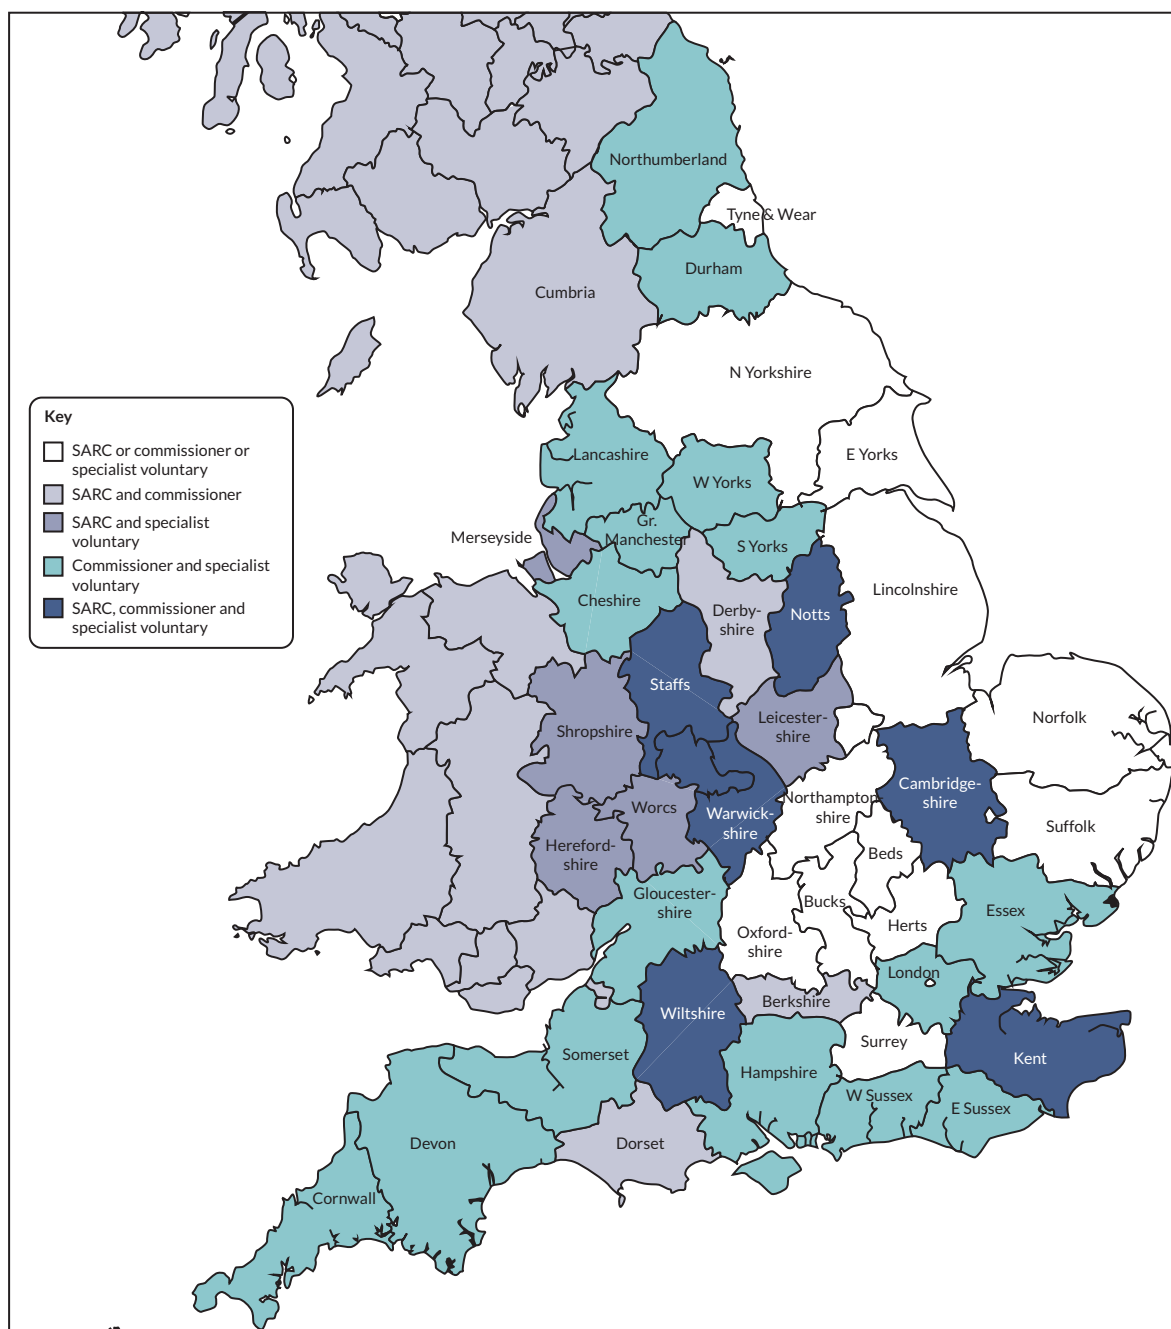 Northumberland
Tyne & Wear
Durham
Cumbria
N Yorkshire
Key
SARC or commissioner or
specialist voluntary
SARC and commissioner
SARC and specialist
voluntary
Commissioner and specialist
voluntary
SARC, commissioner and
specialist voluntary
E Yorks
Lancashire
W Yorks
Gr.
Manchester
Merseyside
S Yorks
Lincolnshire
Cheshire
Derby-
shire
Notts
Staffs
Leicester-
shire
Norfolk
Shropshire
Cambridge-
shire
Northampton-
shire
Worcs
Warwick-
shire
Suffolk
Hereford-
shire
Beds
Gloucester-
shire
Bucks
Essex
Oxford-
shire
Herts
London
Berkshire
Wiltshire
Somerset
Surrey
Kent
Hampshire
W Sussex
E Sussex
Devon
Dorset
Cornwall